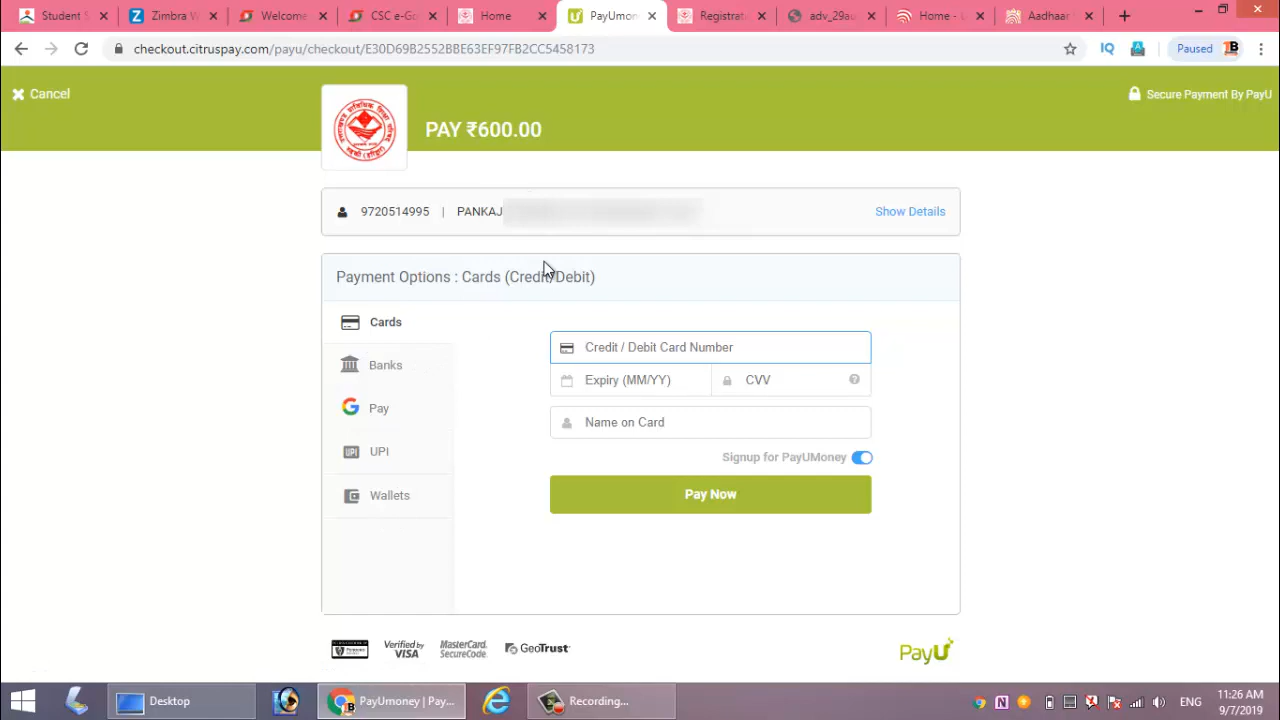 Student S
Zimbra W
Welcome
CSC e-Go
Home
PayUmone
Registrat
adv_29au
Home - U
Aadhaar
checkout.citruspay.com/payu/checkout/E30D69B2552BBE63EF97FB2CC5458173
IQ
Paused
Cancel
PAY ₹600.00
Secure Payment By PayU
9720514995 | PANKAJ
Show Details
Payment Options : Cards (Credit/Debit)
Cards
Credit / Debit Card Number
Banks
Expiry (MM/YY)
CVV
Pay
Name on Card
UPI
Signup for PayUMoney
Wallets
Pay Now
Verified by VISA
MasterCard. SecureCode.
GeoTrust
PayU
Desktop
PayUmoney | Pay...
Recording...
ENG
11:26 AM
9/7/2019